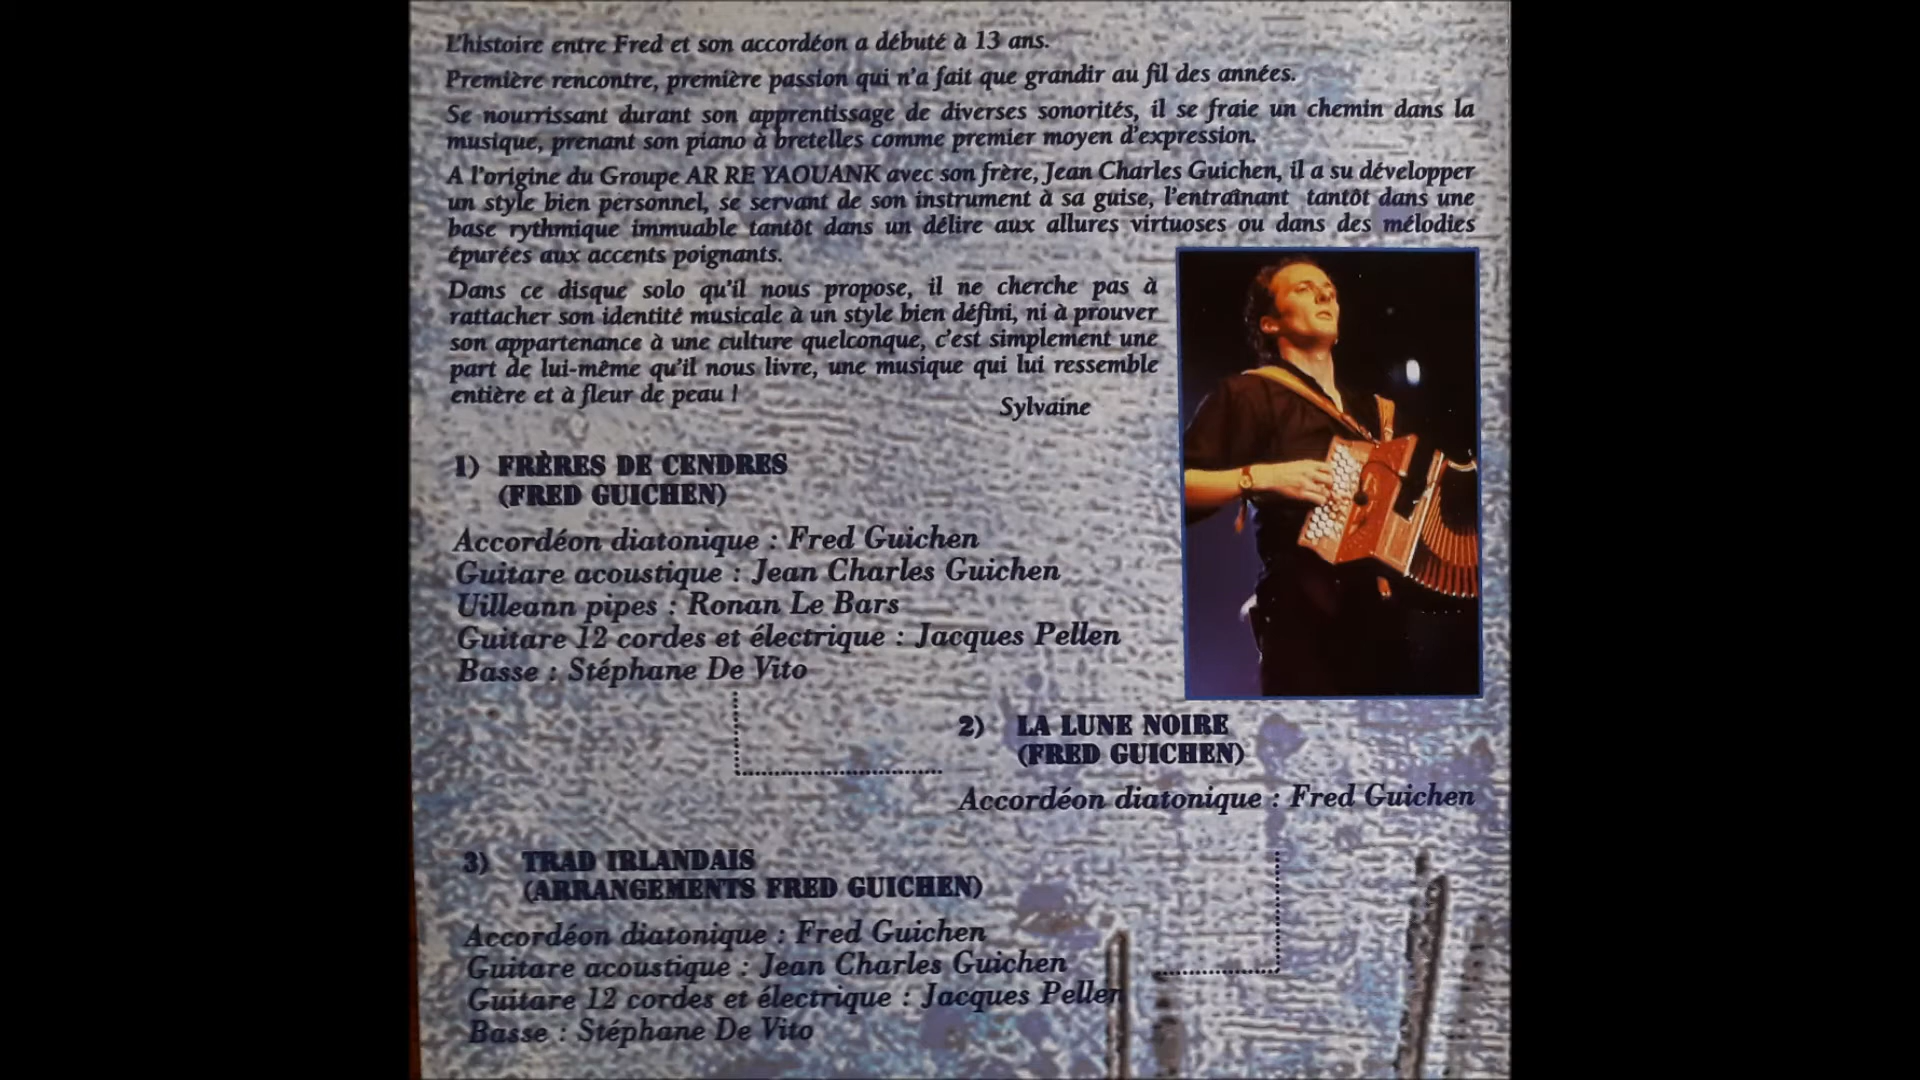 L'histoire entre Fred et son accordéon a débuté à 13 ans.
Première rencontre, première passion qui n'a fait que grandir au fil des années.
Se nourrissant durant son apprentissage de diverses sonorités, il se fraie un chemin dans la
musique, prenant son piano à bretelles comme premier moyen d'expression.
A l'origine du Groupe AR RE YAOUANK avec son frère, Jean Charles Guichen, il a su développer
un style bien personnel, se servant de son instrument à sa guise, l'entraînant tantôt dans une
base rythmique immuable tantôt dans un délire aux allures virtuoses ou dans des mélodies
épurées aux accents poignants.
Dans ce disque solo qu'il nous propose, il ne cherche pas à
rattacher son identité musicale à un style bien défini, ni à prouver
son appartenance à une culture quelconque, c'est simplement une
part de lui-même qu'il nous livre, une musique qui lui ressemble
entière et à fleur de peau !
Sylvaine
1) FRÈRES DE CENDRES
(FRED GUICHEN)
Accordéon diatonique : Fred Guichen
Guitare acoustique : Jean Charles Guichen
Uilleann pipes : Ronan Le Bars
Guitare 12 cordes et électrique : Jacques Pellen
Basse : Stéphane De Vito
2) LA LUNE NOIRE
(FRED GUICHEN)
Accordéon diatonique : Fred Guichen
3) TRAD IRLANDAIS
(ARRANGEMENTS FRED GUICHEN)
Accordéon diatonique : Fred Guichen
Guitare acoustique : Jean Charles Guichen
Guitare 12 cordes et électrique : Jacques Pellen
Basse : Stéphane De Vito